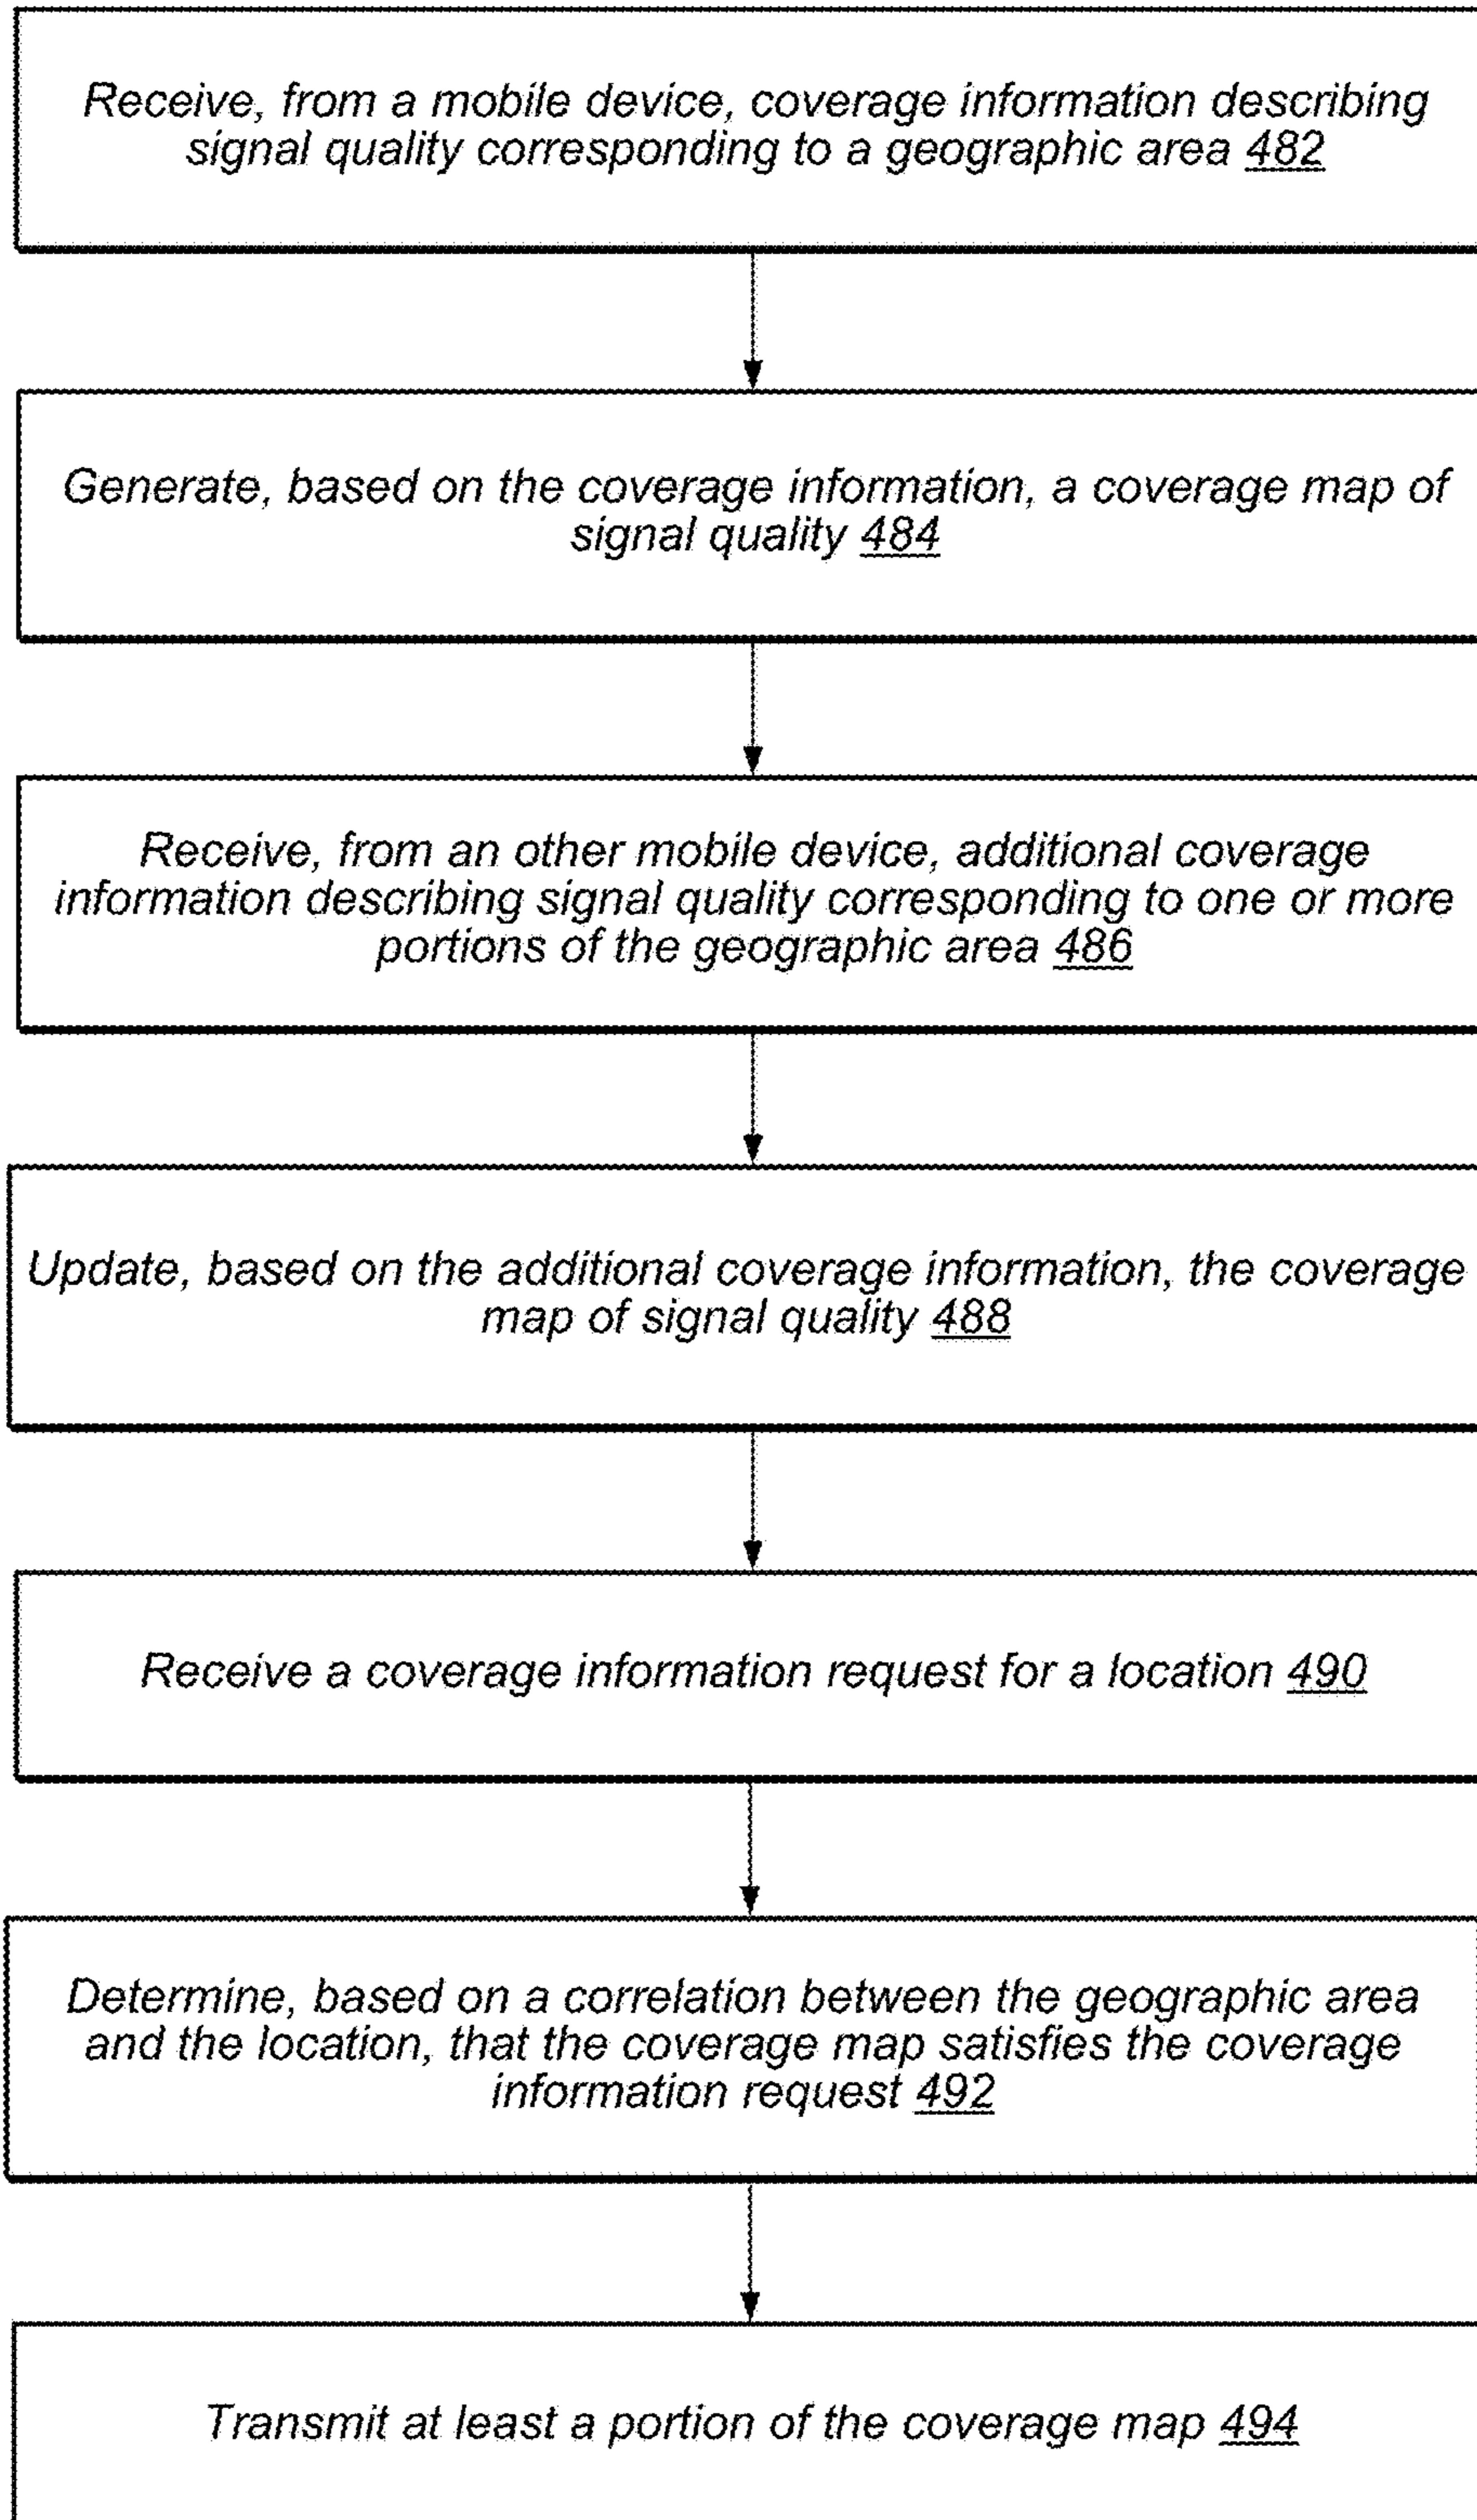 Receive, from a mobile device, coverage information describing
signal quality corresponding to a geographic area 482
Generate, based on the coverage information, a coverage map of
signal quality 484
Receive, from an other mobile device, additional coverage
information describing signal quality corresponding to one or more
portions of the geographic area 486
Update, based on the additional coverage information, the coverage
map of signal quality 488
Receive a coverage information request for a location 490
Determine, based on a correlation between the geographic area
and the location, that the coverage map satisfies the coverage
information request 492
Transmit at least a portion of the coverage map 494